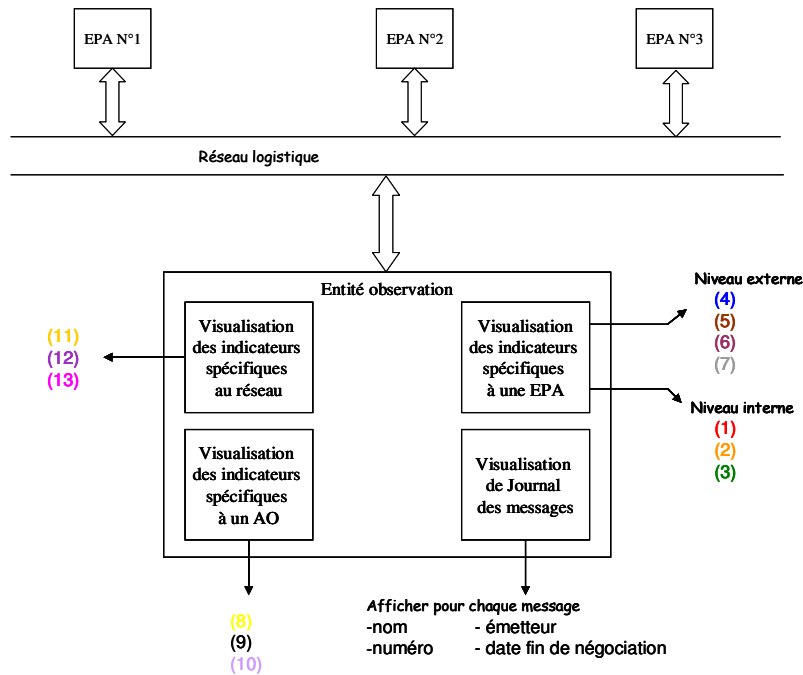 EPA N°1
EPA N°2
EPA N°3
Réseau logistique
Entité observation
Visualisation
des indicateurs
spécifiques
au réseau
Visualisation
des indicateurs
spécifiques
à une EPA
Niveau externe
(4)
(5)
(6)
(7)
(11)
(12)
(13)
Niveau interne
(1)
(2)
(3)
Visualisation
des indicateurs
spécifiques
à un AO
Visualisation
de Journal
des messages
(8)
(9)
(10)
Afficher pour chaque message
-nom - émetteur
-numéro - date fin de négociation